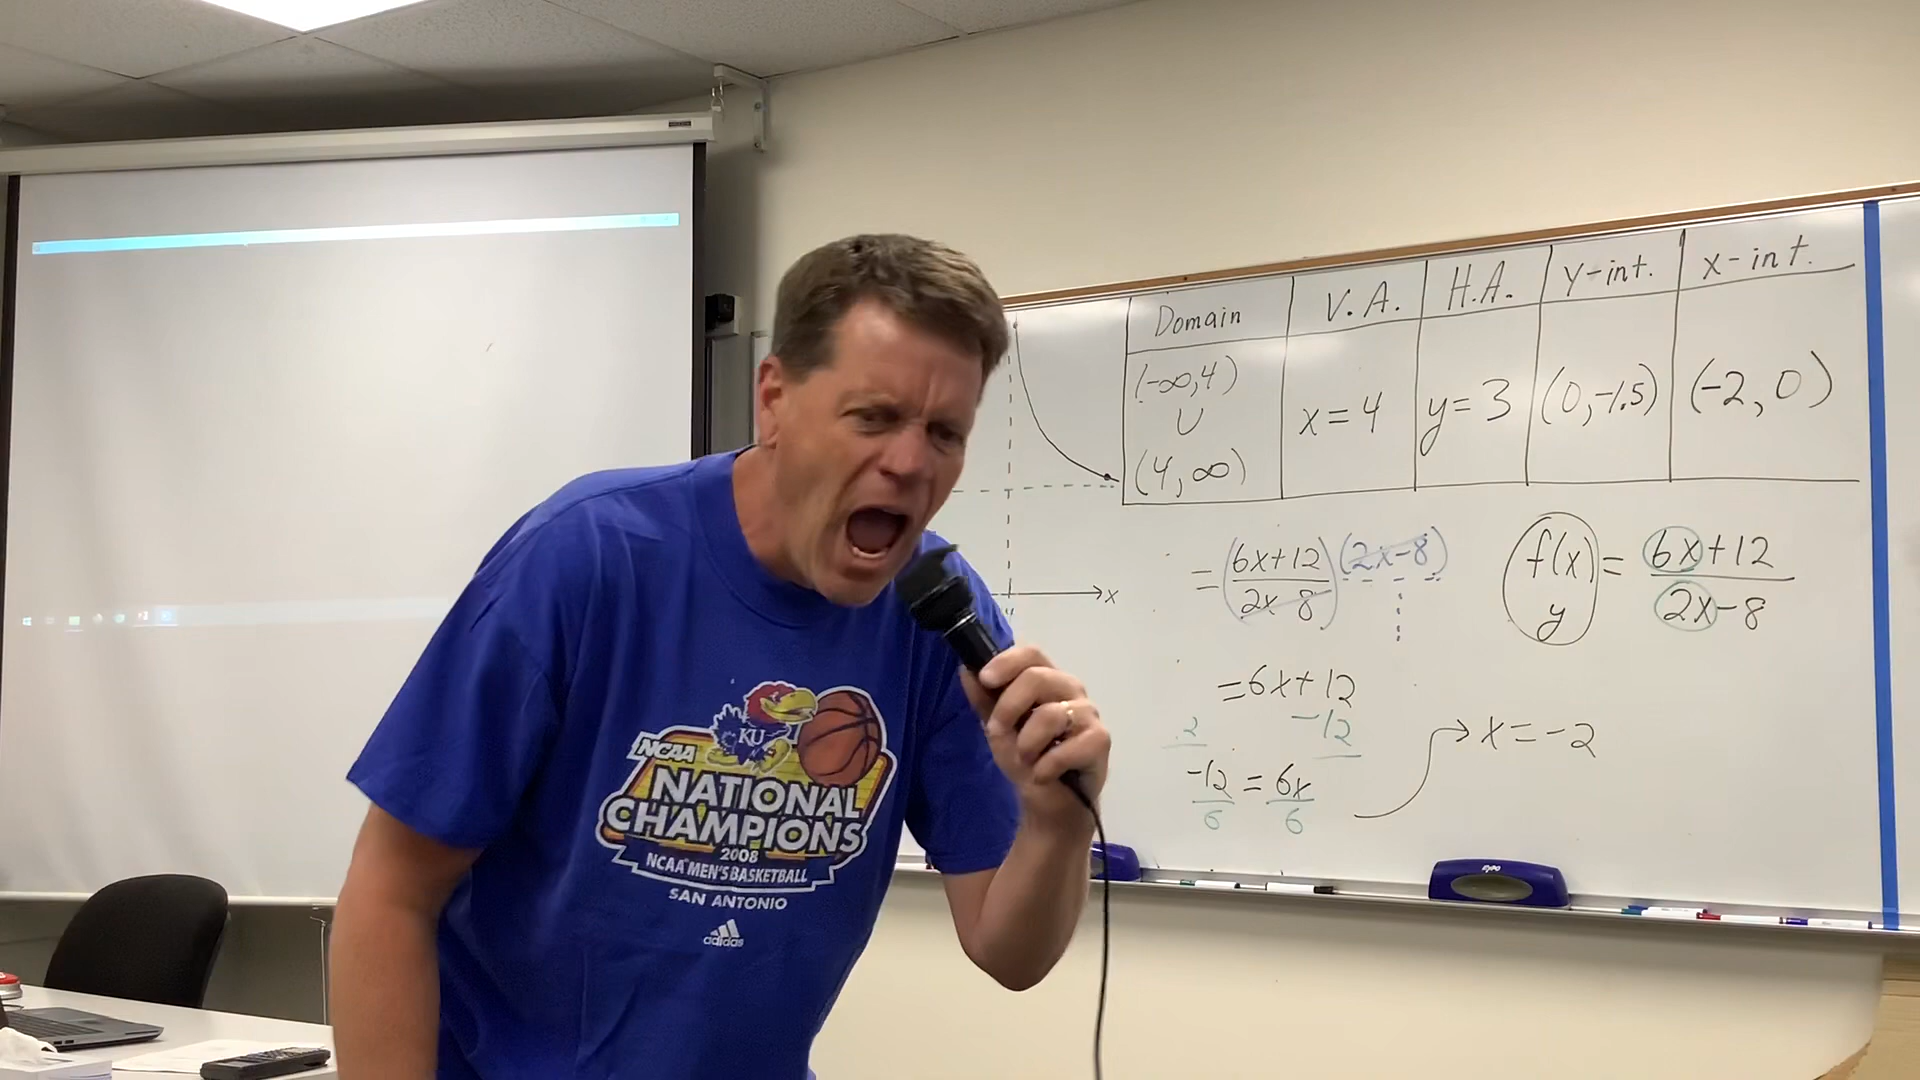 Domain
V.A.
H.A.
y-int.
x-int.
(-∞,4)
∪
(4,∞)
x=4
y=3
(0,-1.5)
(-2,0)
x
=(6x+12)(2x-8)
2x-8
f(x)=6x+12
y
2x-8
=6x+12
-12
-12=6x
6 6
x=-2
KU
NCAA
NATIONAL
CHAMPIONS
2008
NCAA MEN'S BASKETBALL
SAN ANTONIO
adidas
EXPO